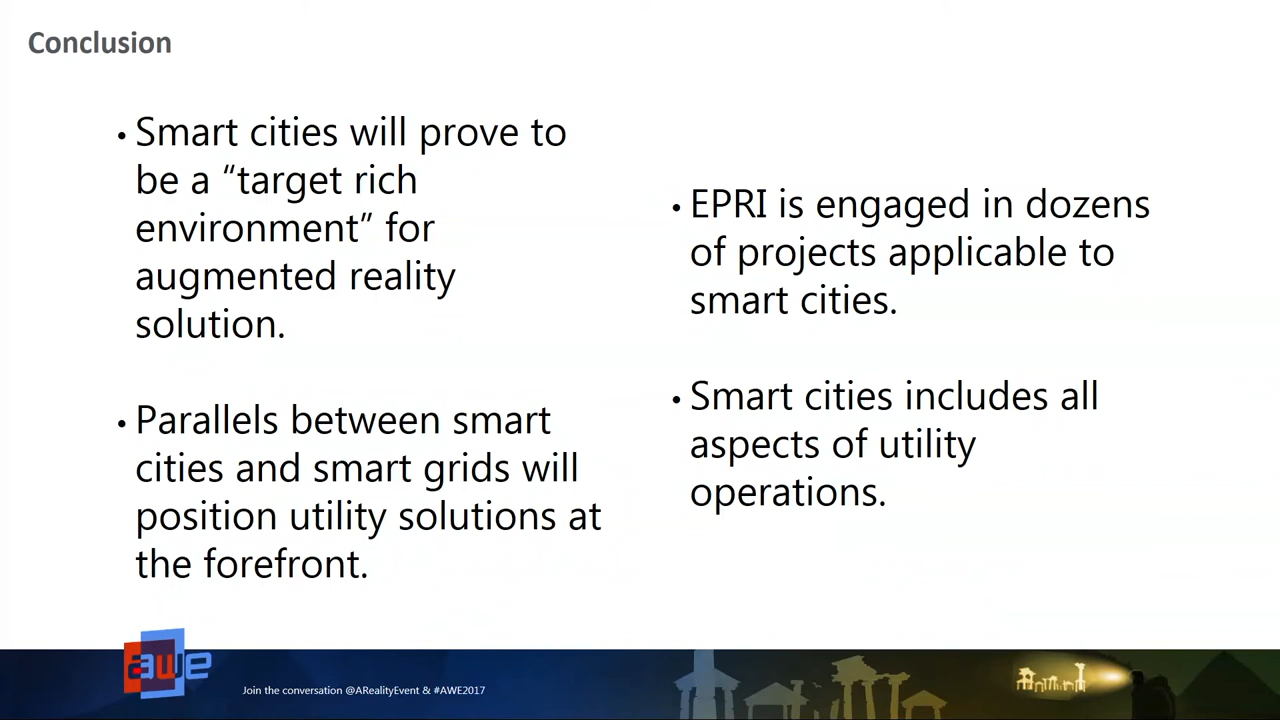 Conclusion
• Smart cities will prove to
be a “target rich
environment” for
augmented reality
solution.
• Parallels between smart
cities and smart grids will
position utility solutions at
the forefront.
• EPRI is engaged in dozens
of projects applicable to
smart cities.
• Smart cities includes all
aspects of utility
operations.
awe
Join the conversation @ARealityEvent & #AWE2017